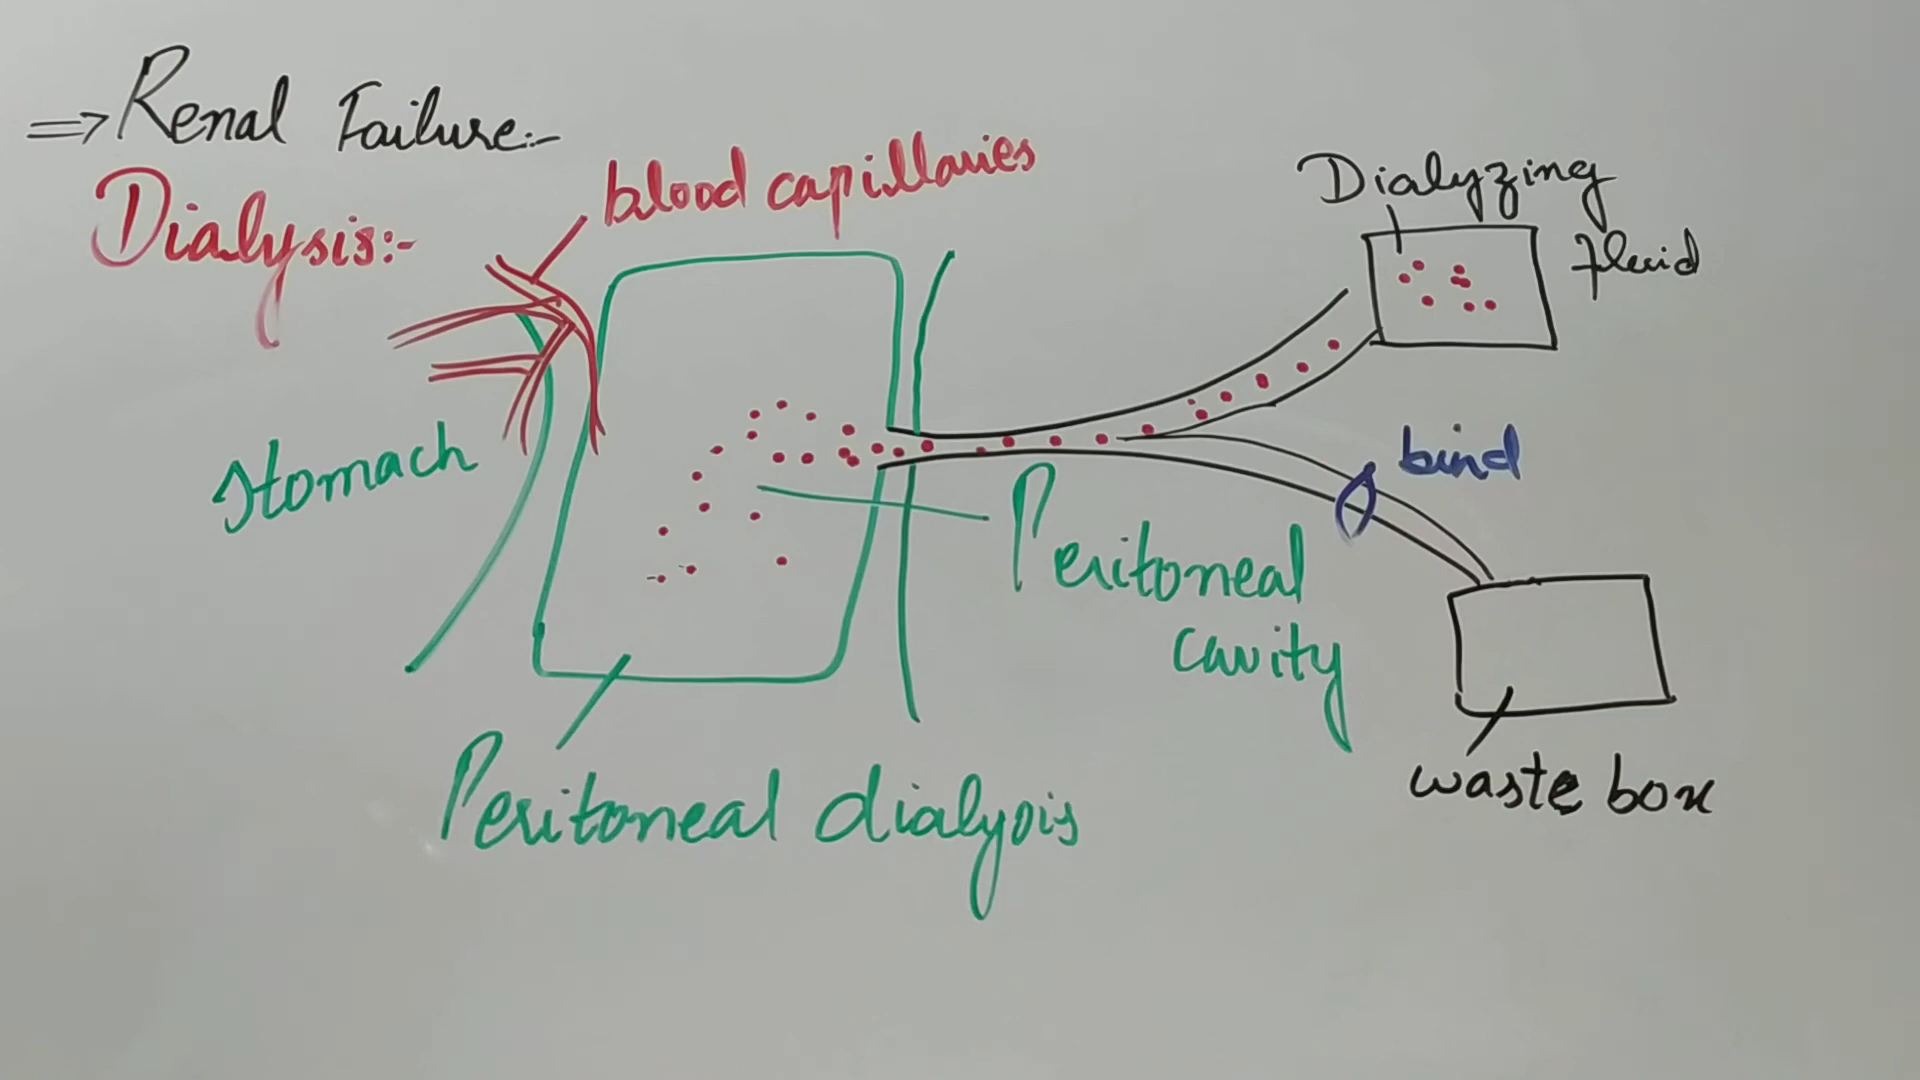 ⇒ Renal Failure:-
Dialysis:-
blood capillaries
Dialyzing
fluid
Stomach
bind
Peritoneal
cavity
Peritoneal dialysis
waste box